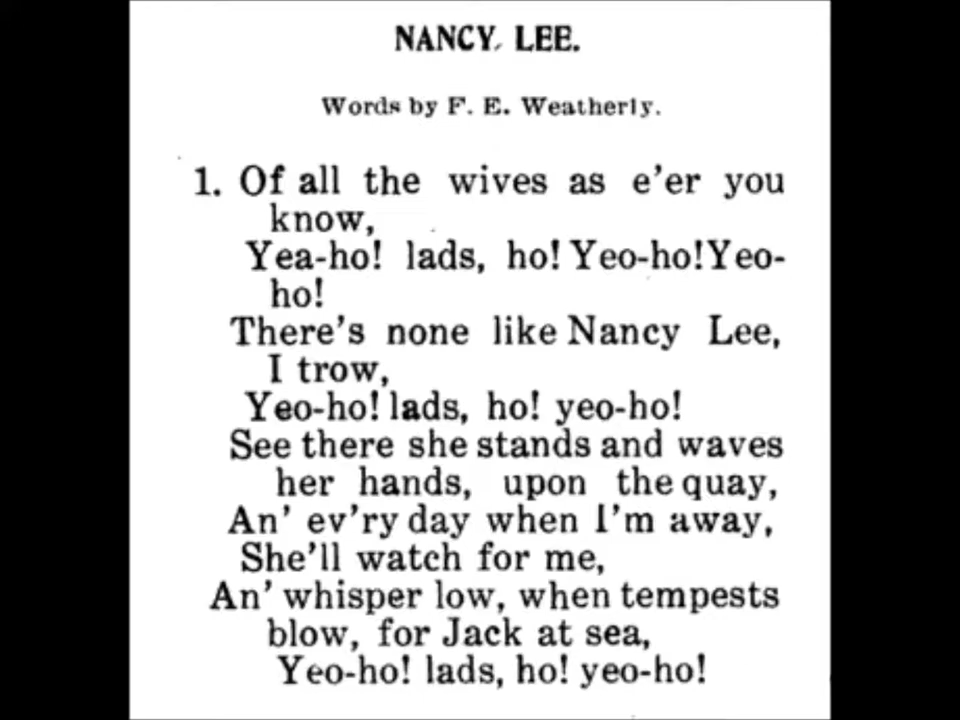 NANCY LEE.
Words by F. E. Weatherly.
1. Of all the wives as e'er you
know,
Yea-ho! lads, ho! Yeo-ho!Yeo-
ho!
There's none like Nancy Lee,
I trow,
Yeo-ho! lads, ho! yeo-ho!
See there she stands and waves
her hands, upon the quay,
An' ev'ry day when I'm away,
She'll watch for me,
An' whisper low, when tempests
blow, for Jack at sea,
Yeo-ho! lads, ho! yeo-ho!